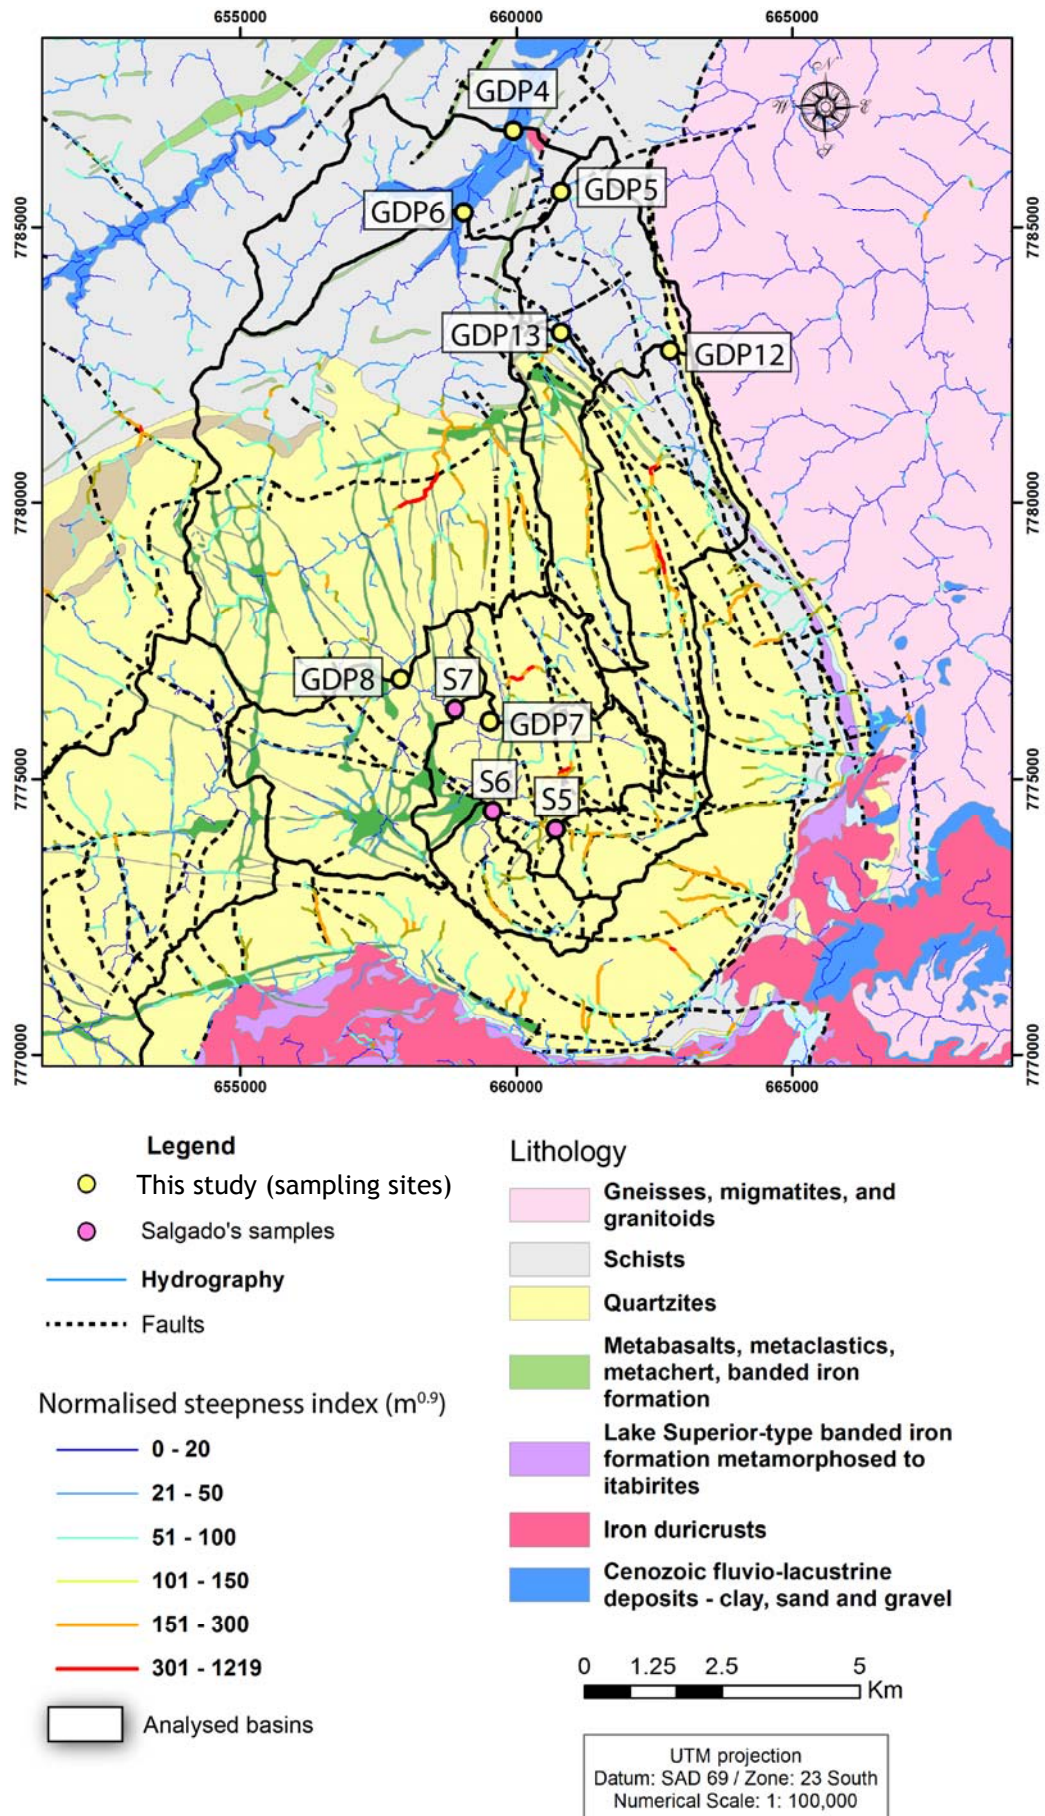 655000
660000
665000
N
W
E
S
GDP4
GDP5
GDP6
7785000
7785000
GDP13
GDP12
7780000
7780000
GDP8
S7
GDP7
7775000
7775000
S6
S5
7770000
7770000
655000
660000
665000
Legend
This study (sampling sites)
Salgado's samples
Hydrography
Faults
Normalised steepness index (m^0.9)
0 - 20
21 - 50
51 - 100
101 - 150
151 - 300
301 - 1219
Analysed basins
Lithology
Gneisses, migmatites, and
granitoids
Schists
Quartzites
Metabasalts, metaclastics,
metachert, banded iron
formation
Lake Superior-type banded iron
formation metamorphosed to
itabirites
Iron duricrusts
Cenozoic fluvio-lacustrine
deposits - clay, sand and gravel
0 1.25 2.5 5
Km
UTM projection
Datum: SAD 69 / Zone: 23 South
Numerical Scale: 1: 100,000